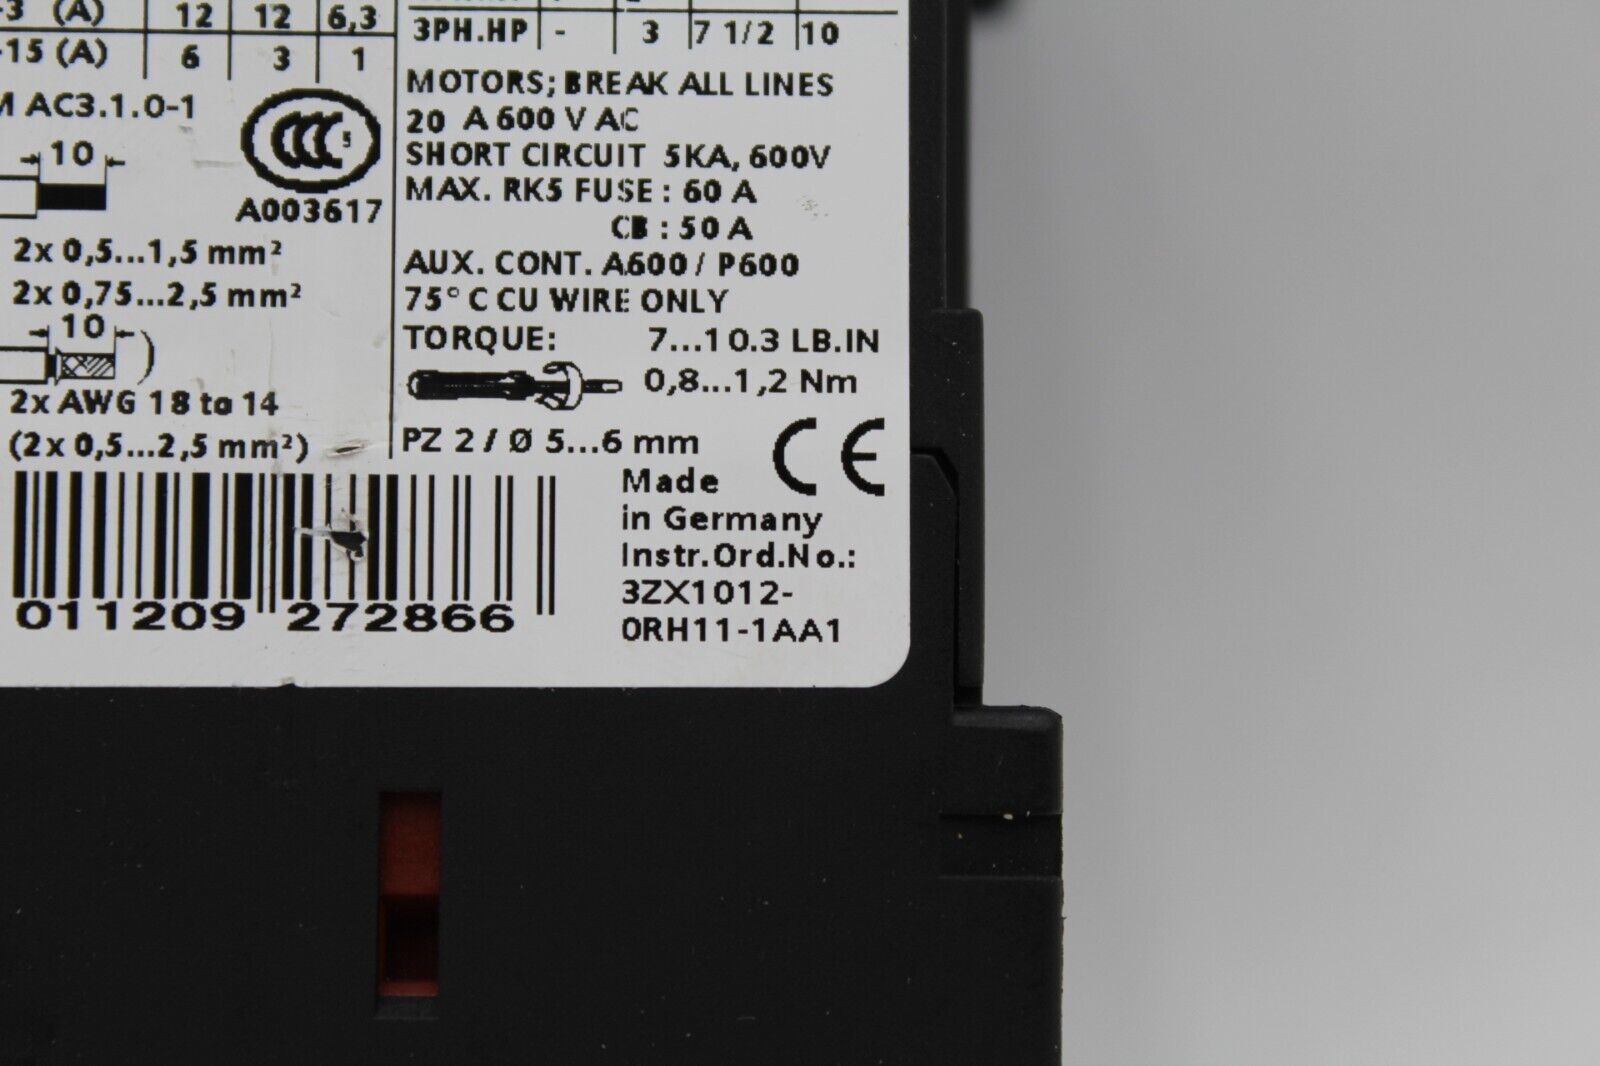 -3 (A) 12 12 6,3
-15 (A) 6 3 1
M AC3.1.0-1
CCC 5
A003617
10
2x 0,5...1,5 mm²
2x 0,75...2,5 mm²
10
)
2x AWG 18 to 14
(2x 0,5...2,5 mm²)
3PH.HP - 3 7 1/2 10
MOTORS; BREAK ALL LINES
20 A 600 V AC
SHORT CIRCUIT 5KA, 600V
MAX. RK5 FUSE : 60 A
CB : 50 A
AUX. CONT. A600 / P600
75° C CU WIRE ONLY
TORQUE: 7...10.3 LB.IN
0,8...1,2 Nm
PZ 2 / Ø 5...6 mm
CE
Made
in Germany
Instr.Ord.No.:
3ZX1012-
0RH11-1AA1
011209 272866